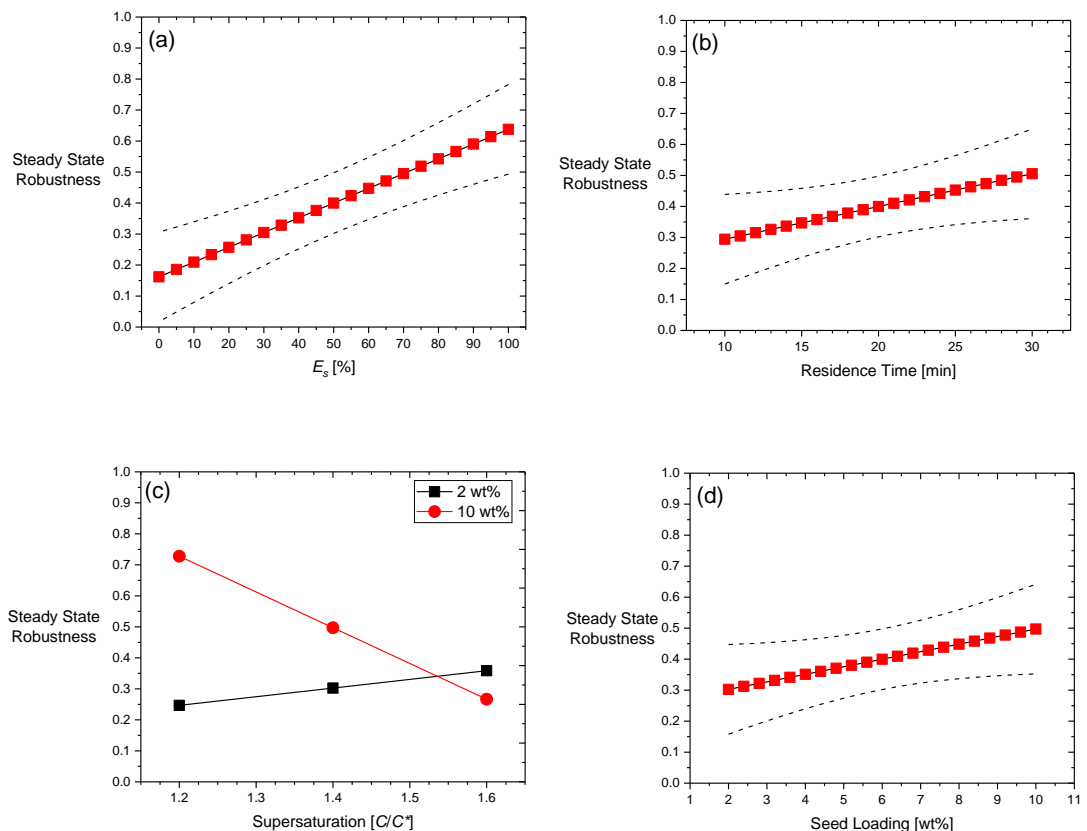 (a)
1.0
0.9
0.8
0.7
0.6
0.5
0.4
0.3
0.2
0.1
0.0
Steady State
Robustness
0 10 20 30 40 50 60 70 80 90 100
E_s [%]
(b)
1.0
0.9
0.8
0.7
0.6
0.5
0.4
0.3
0.2
0.1
0.0
Steady State
Robustness
10 15 20 25 30
Residence Time [min]
(c)
2 wt%
10 wt%
1.0
0.9
0.8
0.7
0.6
0.5
0.4
0.3
0.2
0.1
0.0
Steady State
Robustness
1.2 1.3 1.4 1.5 1.6
Supersaturation [C/C*]
(d)
1.0
0.9
0.8
0.7
0.6
0.5
0.4
0.3
0.2
0.1
0.0
Steady State
Robustness
1 2 3 4 5 6 7 8 9 10 11
Seed Loading [wt%]